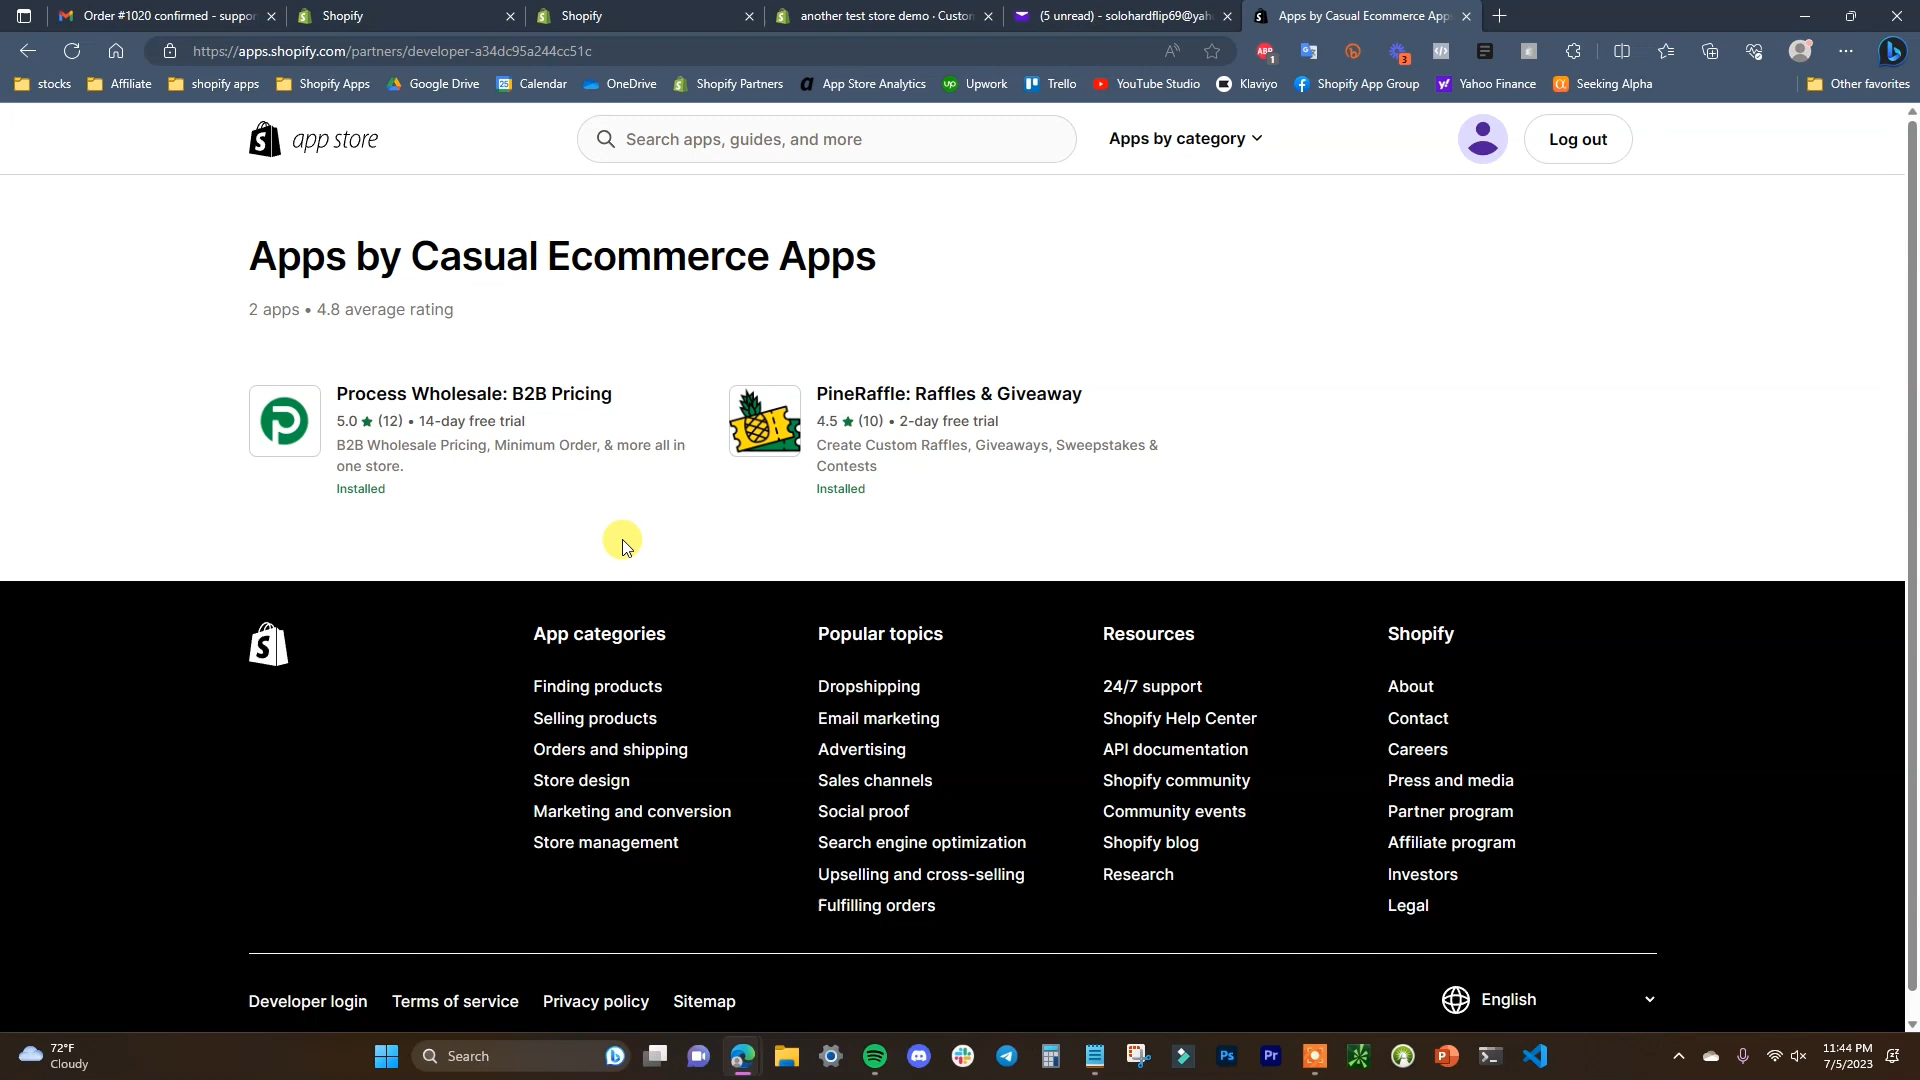 Order #1020 confirmed - suppor
Shopify
Shopify
another test store demo · Custom
(5 unread) - solohardflip69@yah
Apps by Casual Ecommerce App
https://apps.shopify.com/partners/developer-a34dc95a244cc51c
ABP
1
3
stocks
Affiliate
shopify apps
Shopify Apps
Google Drive
Calendar
OneDrive
Shopify Partners
App Store Analytics
Upwork
Trello
YouTube Studio
Klaviyo
Shopify App Group
Yahoo Finance
Seeking Alpha
Other favorites
app store
Search apps, guides, and more
Apps by category
Log out
Apps by Casual Ecommerce Apps
2 apps • 4.8 average rating
Process Wholesale: B2B Pricing
5.0 ★ (12) • 14-day free trial
B2B Wholesale Pricing, Minimum Order, & more all in
one store.
Installed
PineRaffle: Raffles & Giveaway
4.5 ★ (10) • 2-day free trial
Create Custom Raffles, Giveaways, Sweepstakes &
Contests
Installed
App categories
Finding products
Selling products
Orders and shipping
Store design
Marketing and conversion
Store management
Popular topics
Dropshipping
Email marketing
Advertising
Sales channels
Social proof
Search engine optimization
Upselling and cross-selling
Fulfilling orders
Resources
24/7 support
Shopify Help Center
API documentation
Shopify community
Community events
Shopify blog
Research
Shopify
About
Contact
Careers
Press and media
Partner program
Affiliate program
Investors
Legal
Developer login
Terms of service
Privacy policy
Sitemap
English
72°F
Cloudy
Search
Ps
Pr
11:44 PM
7/5/2023